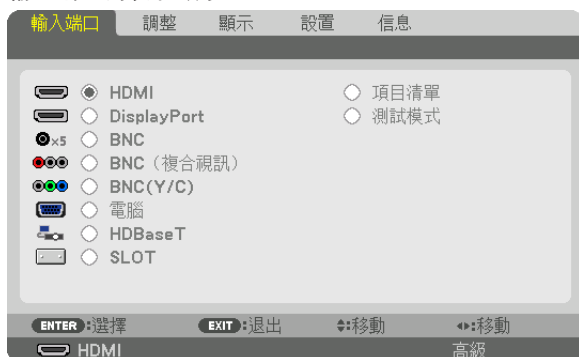 輸入端口 調整 顯示 設置 信息
HDMI 項目清單
DisplayPort 測試模式
×5 BNC
BNC（複合視訊）
BNC(Y/C)
電腦
HDBaseT
SLOT
ENTER:選擇 EXIT:退出 :移動 :移動
HDMI 高級